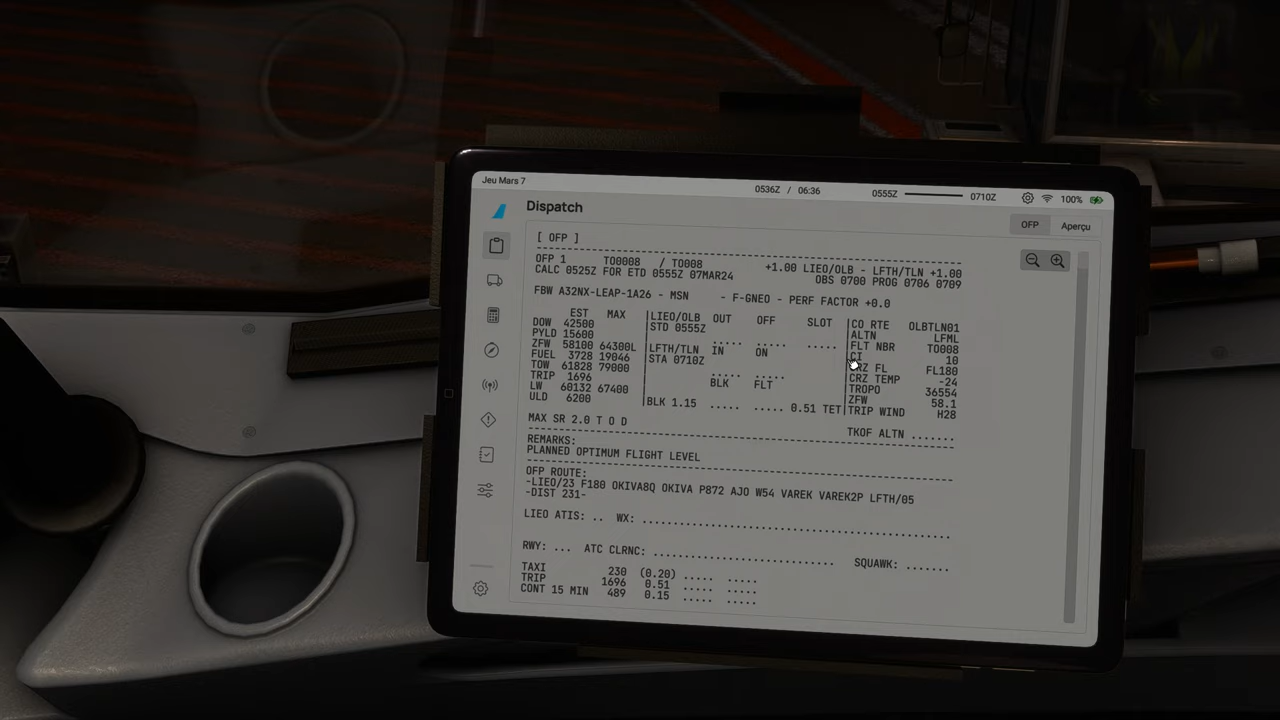 Jeu Mars 7
0536Z / 06:36
0555Z 0710Z
100%
Dispatch
OFP Aperçu
[ OFP ]
OFP 1 TO0008 / TO008 +1.00 LIEO/OLB - LFTH/TLN +1.00
CALC 0525Z FOR ETD 0555Z 07MAR24 OBS 0700 PROG 0706 0709
FBW A32NX-LEAP-1A26 - MSN - F-GNEO - PERF FACTOR +0.0
EST MAX |LIEO/OLB OUT OFF SLOT |CO RTE OLBTLN01
DOW 42500 |STD 0555Z |ALTN LFML
PYLD 15600 | ..... ..... ..... |FLT NBR TO008
ZFW 58100 64300L |LFTH/TLN IN ON |CI 10
FUEL 3728 19046 |STA 0710Z FL FL180
TOW 61828 79000 | ..... ..... |CRZ TEMP -24
TRIP 1696 | BLK FLT |TROPO 36554
LW 60132 67400 | |ZFW 58.1
ULD 6200 |BLK 1.15 ..... ..... 0.51 TET|TRIP WIND H28
MAX SR 2.0 T O D TKOF ALTN .......
REMARKS:
PLANNED OPTIMUM FLIGHT LEVEL
OFP ROUTE:
-LIEO/23 F180 OKIVA8Q OKIVA P872 AJO W54 VAREK VAREK2P LFTH/05
-DIST 231-
LIEO ATIS: .. WX: ..............................................
RWY: ... ATC CLRNC: ........................... SQUAWK: .......
TAXI 230 (0.20) ..... .....
TRIP 1696 0.51 ..... .....
CONT 15 MIN 489 0.15 ..... .....